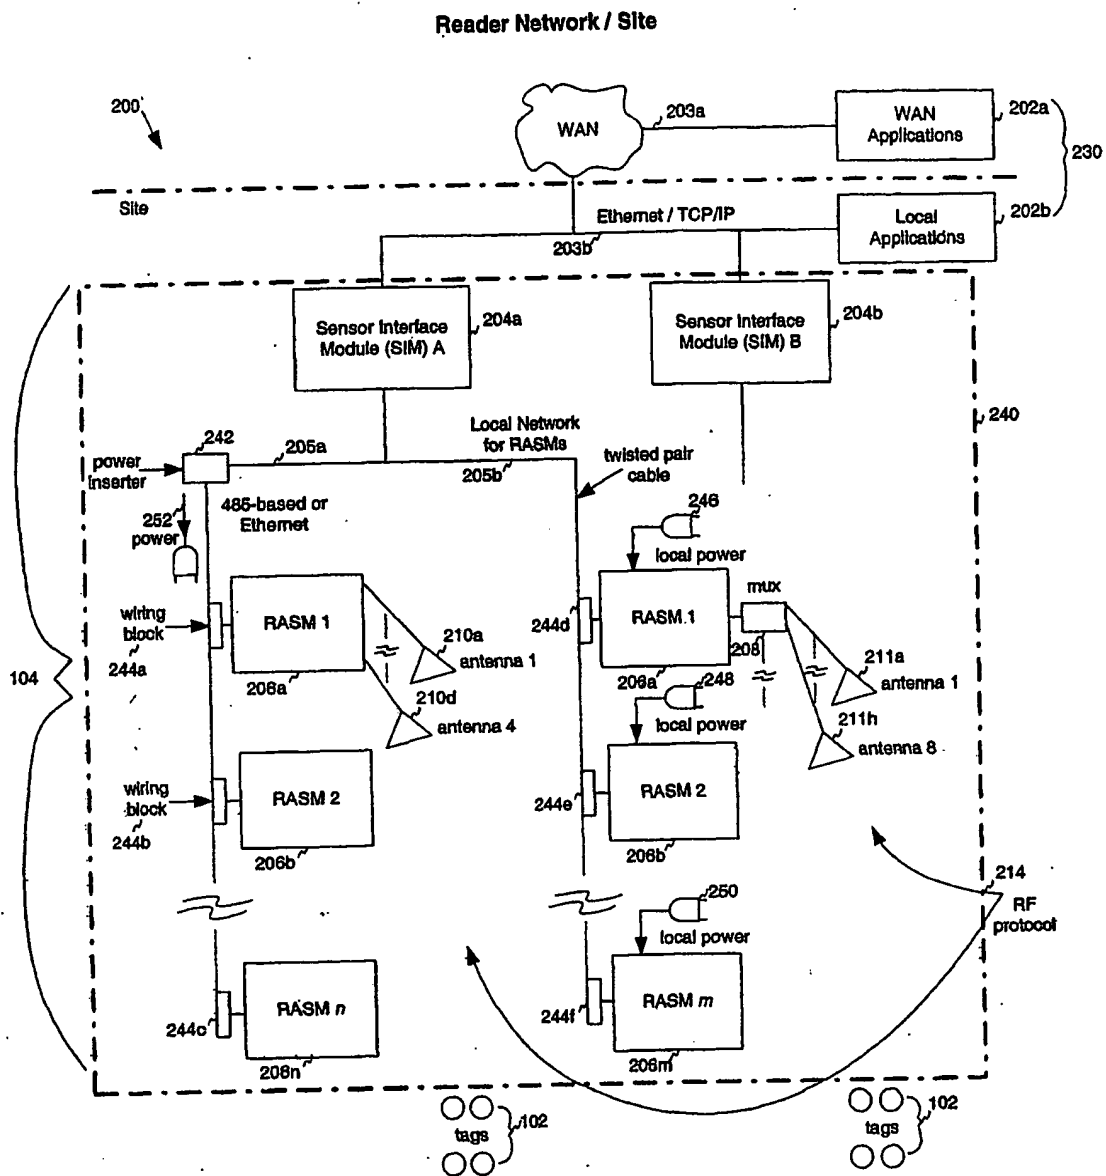 Reader Network / Site
200
WAN
203a
WAN
Applications
202a
230
Site
Ethernet / TCP/IP
203b
Local
Applications
202b
Sensor Interface
Module (SIM) A
204a
Sensor Interface
Module (SIM) B
204b
240
242
205a
Local Network
for RASMs
205b
twisted pair
cable
power
Inserter
485-based or
Ethernet
252
power
246
local power
mux
wiring
block
244a
RASM 1
206a
210a
antenna 1
210d
antenna 4
244d
RASM 1
206a
208
211a
antenna 1
211h
antenna 8
104
248
local power
wiring
block
244b
RASM 2
206b
244e
RASM 2
206b
214
RF
protocol
250
local power
244c
RASM n
206n
244f
RASM m
206m
tags
102
tags
102